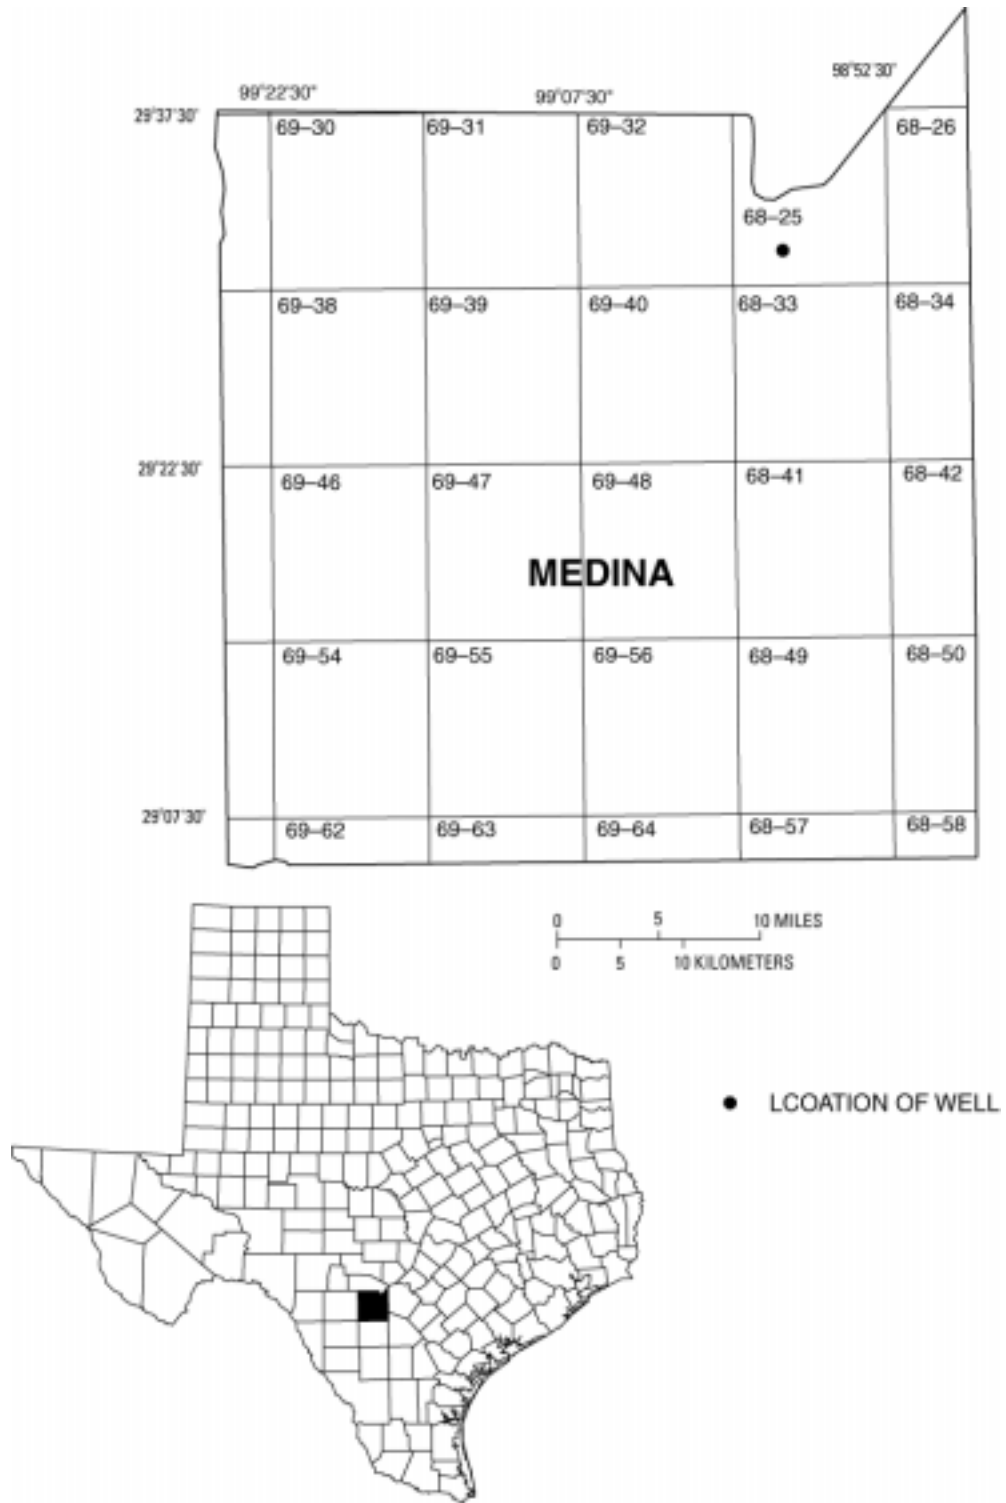 98°52'30"
99°22'30" 99°07'30"
29°37'30"
69–30 69–31 69–32 68–26
68–25
69–38 69–39 69–40 68–33 68–34
29°22'30"
69–46 69–47 69–48 68–41 68–42
MEDINA
69–54 69–55 69–56 68–49 68–50
29°07'30"
69–62 69–63 69–64 68–57 68–58
0 5 10 MILES
0 5 10 KILOMETERS
LCOATION OF WELL